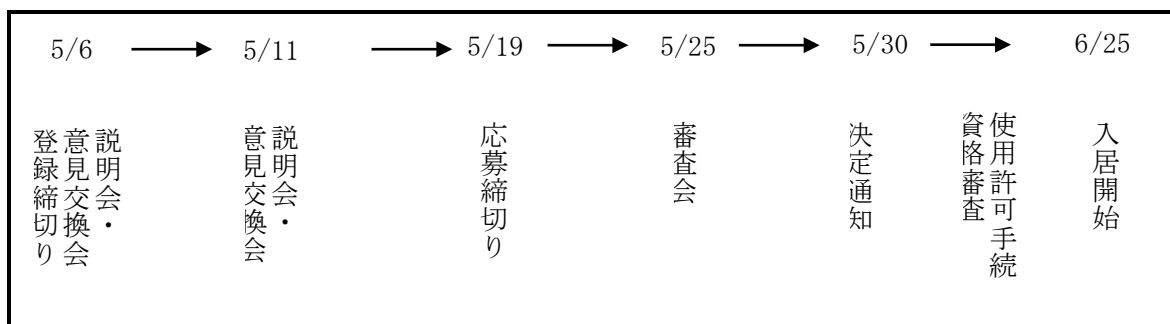 5/6
5/11
5/19
5/25
5/30
6/25
説明会・
意見交換会
登録締切り
説明会・
意見交換会
応募締切り
審査会
決定通知
使用許可手続
資格審査
入居開始